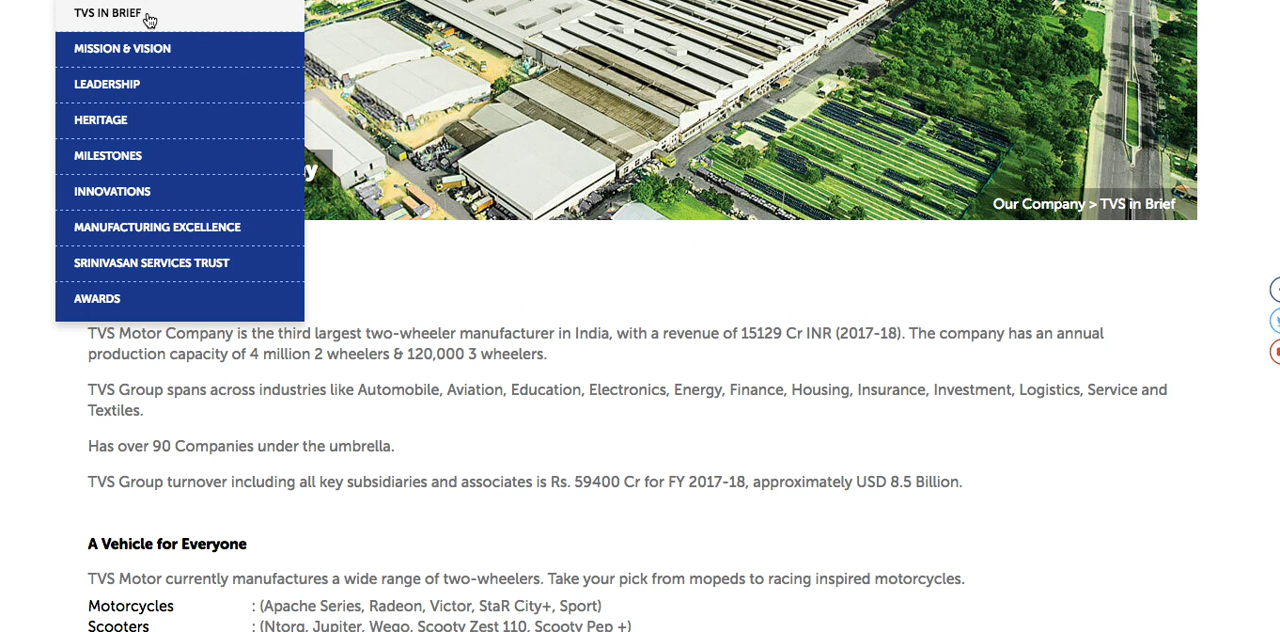 TVS IN BRIEF
MISSION & VISION
LEADERSHIP
HERITAGE
MILESTONES
INNOVATIONS
MANUFACTURING EXCELLENCE
SRINIVASAN SERVICES TRUST
AWARDS
Our Company > TVS in Brief
TVS Motor Company is the third largest two-wheeler manufacturer in India, with a revenue of 15129 Cr INR (2017-18). The company has an annual
production capacity of 4 million 2 wheelers & 120,000 3 wheelers.
TVS Group spans across industries like Automobile, Aviation, Education, Electronics, Energy, Finance, Housing, Insurance, Investment, Logistics, Service and
Textiles.
Has over 90 Companies under the umbrella.
TVS Group turnover including all key subsidiaries and associates is Rs. 59400 Cr for FY 2017-18, approximately USD 8.5 Billion.
A Vehicle for Everyone
TVS Motor currently manufactures a wide range of two-wheelers. Take your pick from mopeds to racing inspired motorcycles.
Motorcycles : (Apache Series, Radeon, Victor, StaR City+, Sport)
Scooters : (Ntorq, Jupiter, Wego, Scooty Zest 110, Scooty Pep +)